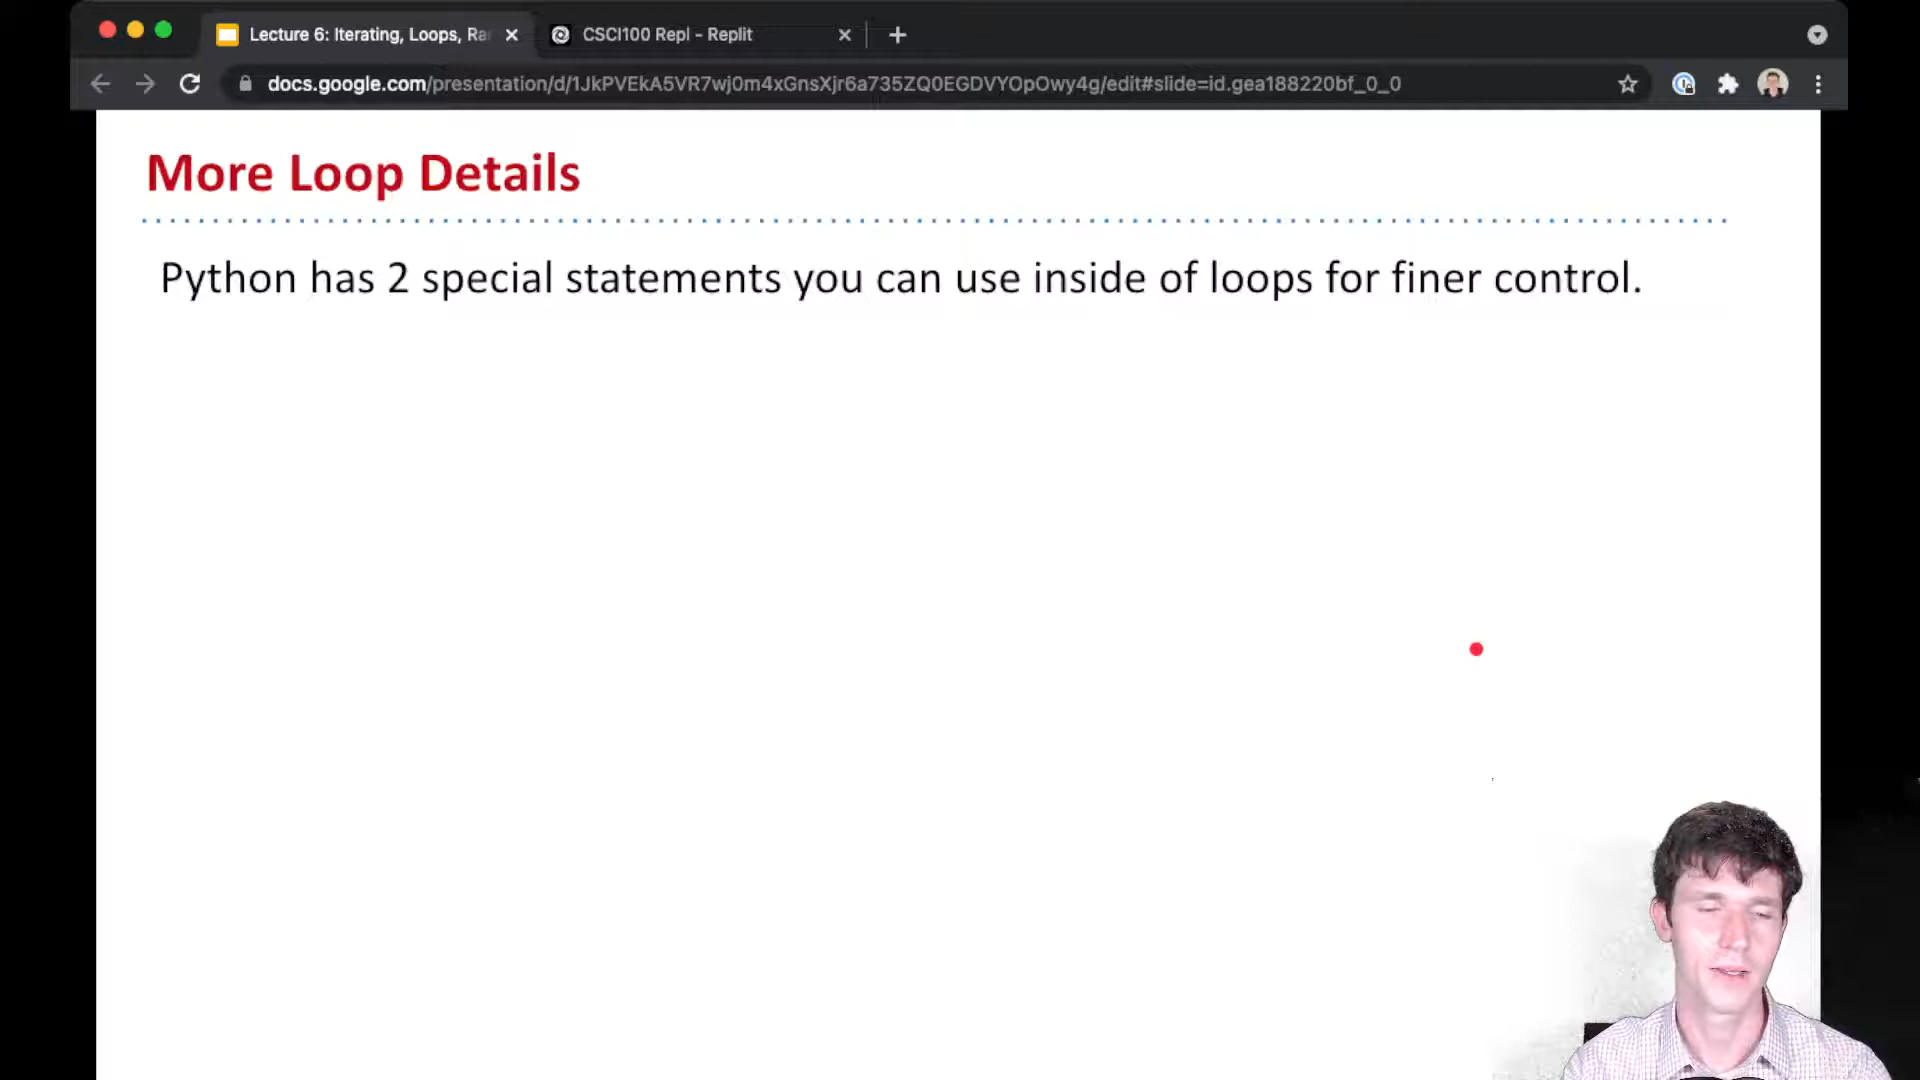 Lecture 6: Iterating, Loops, Ra
CSCI100 Repl - Replit
docs.google.com/presentation/d/1JkPVEkA5VR7wj0m4xGnsXjr6a735ZQ0EGDVYOpOwy4g/edit#slide=id.gea188220bf_0_0
More Loop Details
Python has 2 special statements you can use inside of loops for finer control.